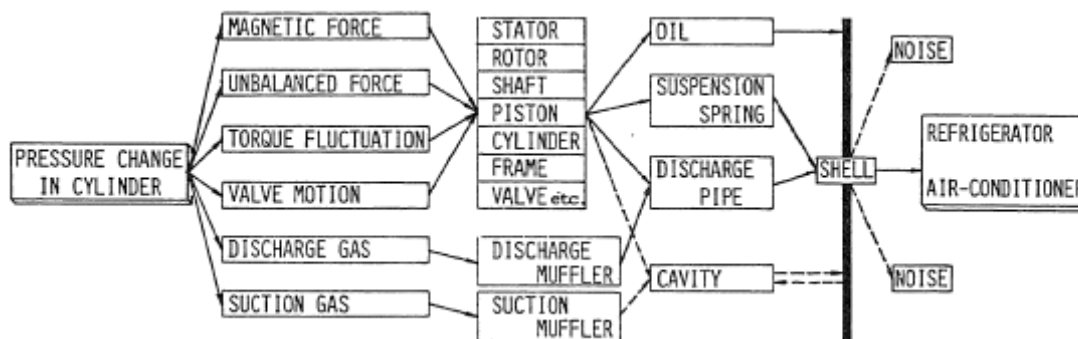 PRESSURE CHANGE
IN CYLINDER
MAGNETIC FORCE
UNBALANCED FORCE
TORQUE FLUCTUATION
VALVE MOTION
DISCHARGE GAS
SUCTION GAS
STATOR
ROTOR
SHAFT
PISTON
CYLINDER
FRAME
VALVE etc.
DISCHARGE
MUFFLER
SUCTION
MUFFLER
OIL
SUSPENSION
SPRING
DISCHARGE
PIPE
CAVITY
SHELL
NOISE
NOISE
REFRIGERATOR
AIR-CONDITIONER